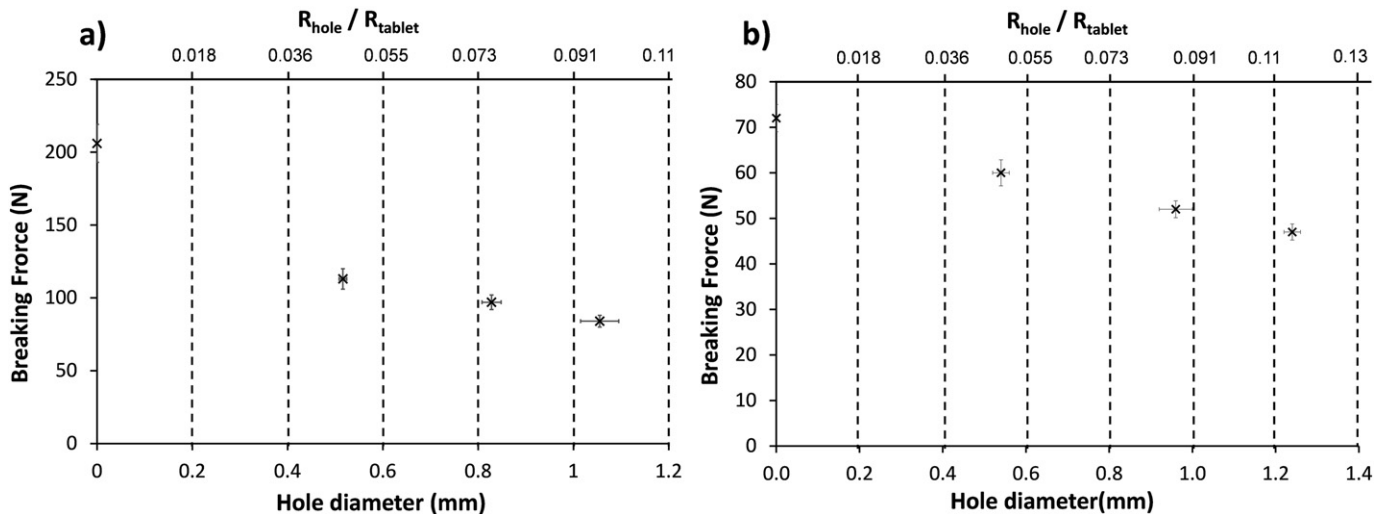 a)
R_hole / R_tablet
0.018 0.036 0.055 0.073 0.091 0.11
250
200
150
100
50
0
Breaking Frorce (N)
0 0.2 0.4 0.6 0.8 1 1.2
Hole diameter (mm)
b)
R_hole / R_tablet
0.018 0.036 0.055 0.073 0.091 0.11 0.13
80
70
60
50
40
30
20
10
0
Breaking Frorce (N)
0.0 0.2 0.4 0.6 0.8 1.0 1.2 1.4
Hole diameter(mm)